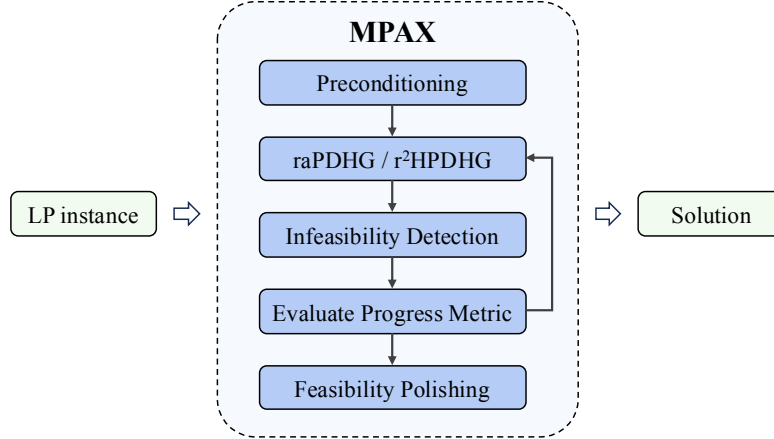 MPAX
Preconditioning
raPDHG / r²HPDHG
LP instance
Solution
Infeasibility Detection
Evaluate Progress Metric
Feasibility Polishing